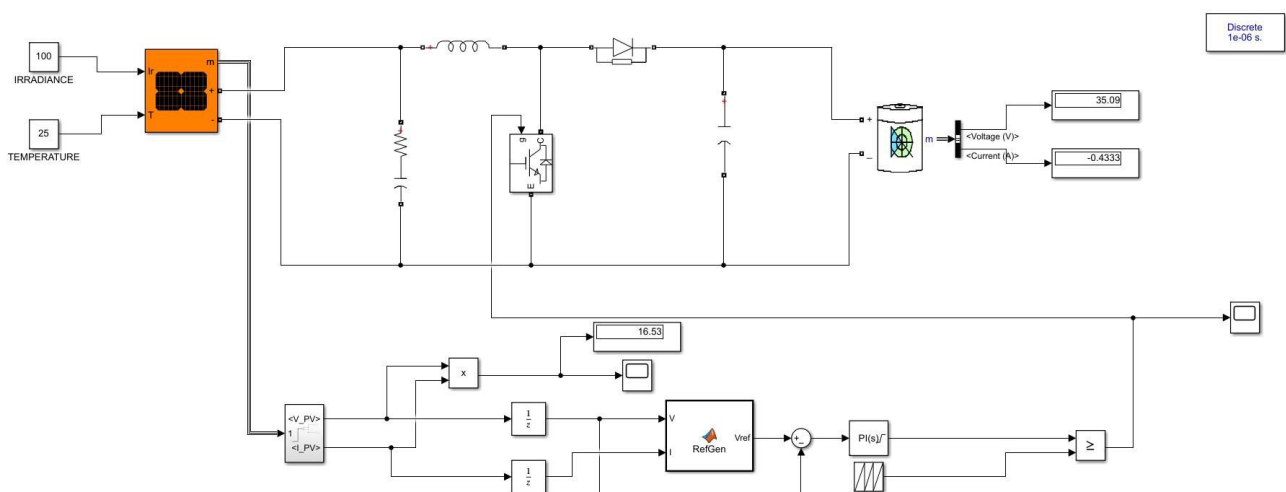 Discrete
1e-06 s.
100
IRRADIANCE
25
TEMPERATURE
Ir
T
m
+
-
+
g
C
E
+
+
+
_
m
<Voltage (V)>
<Current (A)>
35.09
-0.4333
16.53
x
<V_PV>
1
<I_PV>
1
z
1
z
V
I
RefGen
Vref
+
-
PI(s)
≥